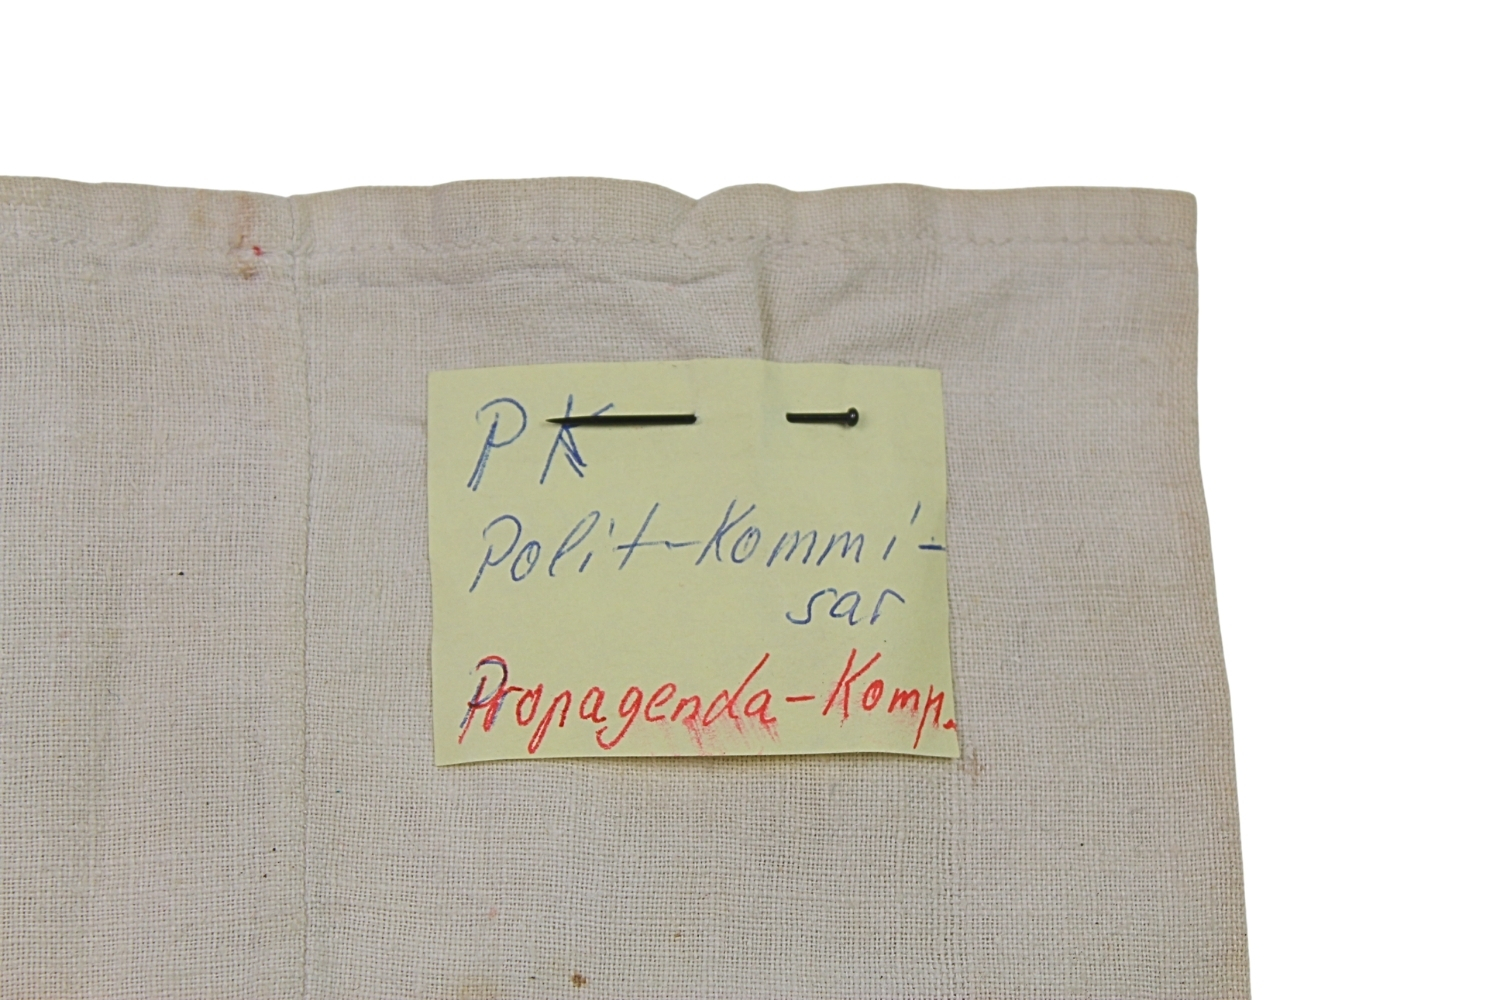 PK
Polit-Kommi-
sar
Propagenda-Komp.